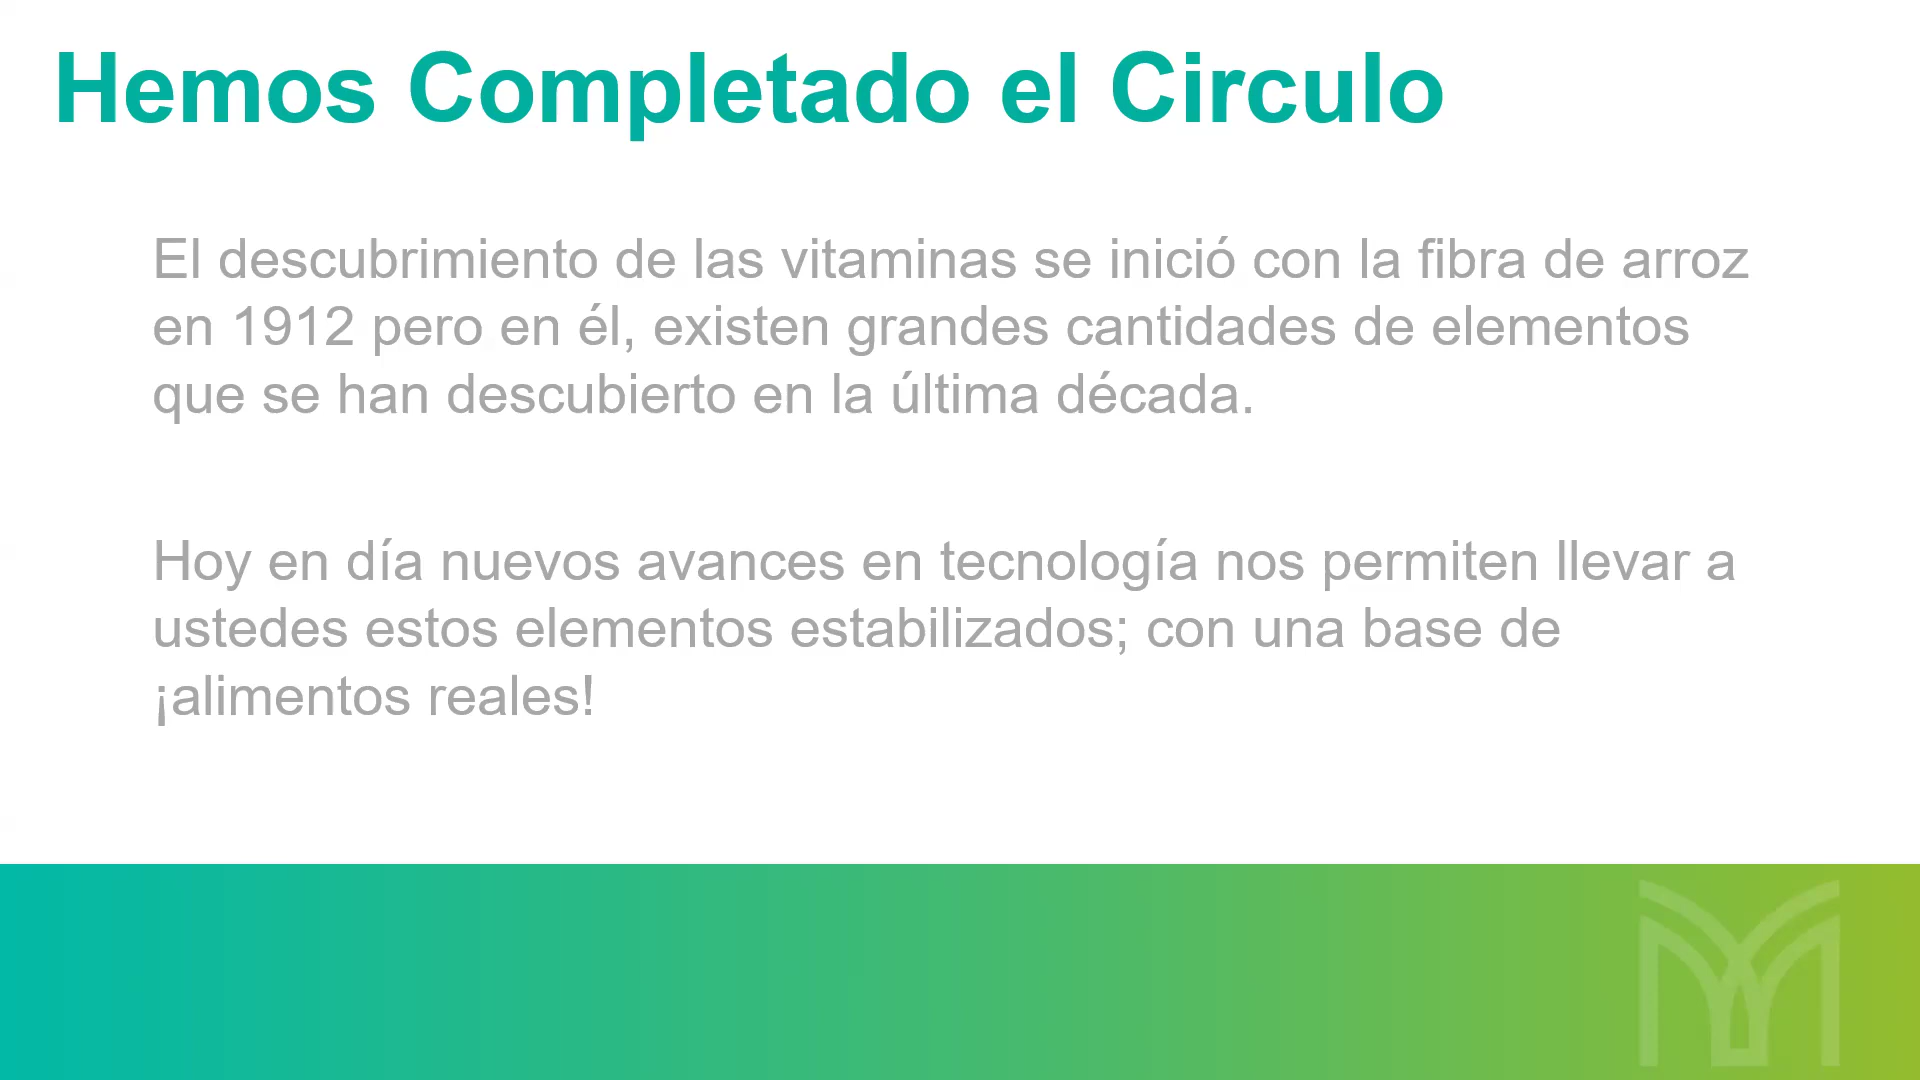 Hemos Completado el Circulo
El descubrimiento de las vitaminas se inició con la fibra de arroz
en 1912 pero en él, existen grandes cantidades de elementos
que se han descubierto en la última década.
Hoy en día nuevos avances en tecnología nos permiten llevar a
ustedes estos elementos estabilizados; con una base de
¡alimentos reales!